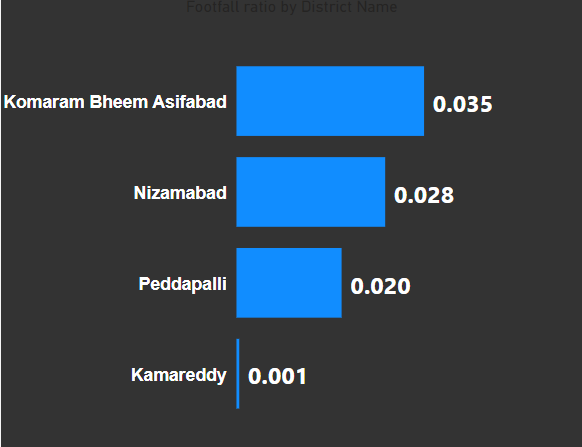 Footfall ratio by District Name
Komaram Bheem Asifabad 0.035
Nizamabad 0.028
Peddapalli 0.020
Kamareddy 0.001